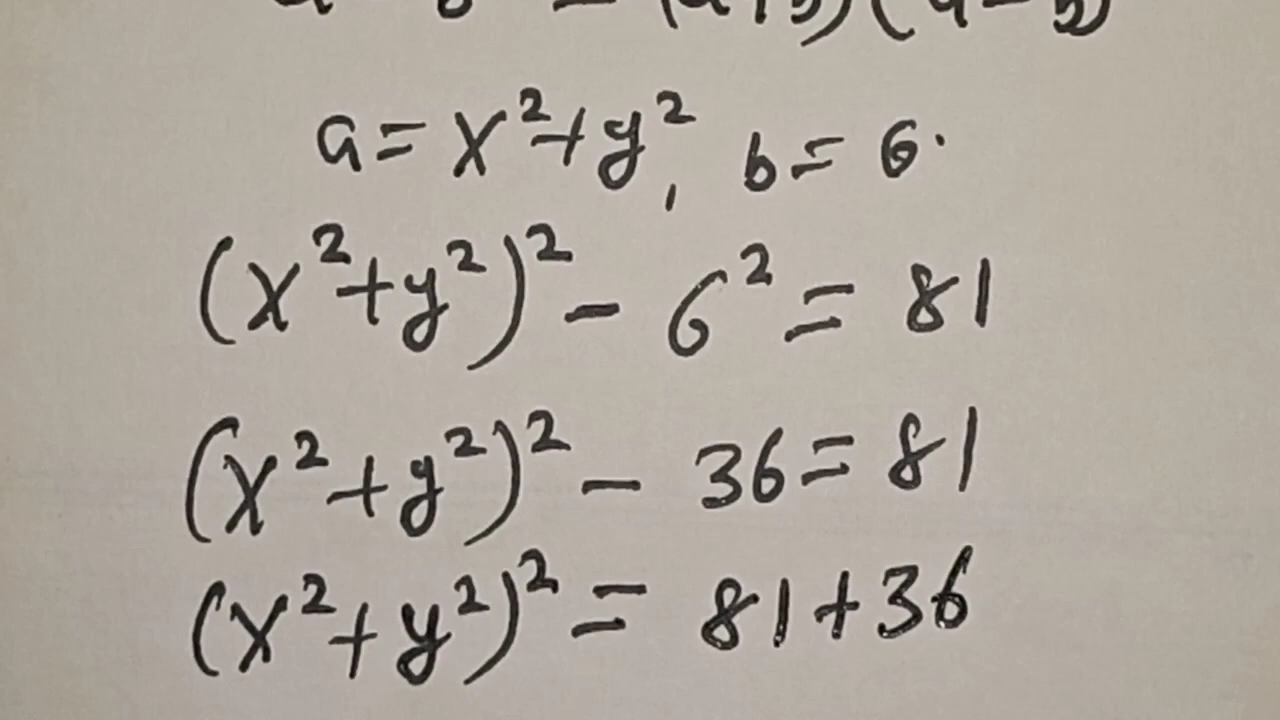 a = x²+y², b = 6.
(x²+y²)² - 6² = 81
(x²+y²)² - 36 = 81
(x²+y²)² = 81+36